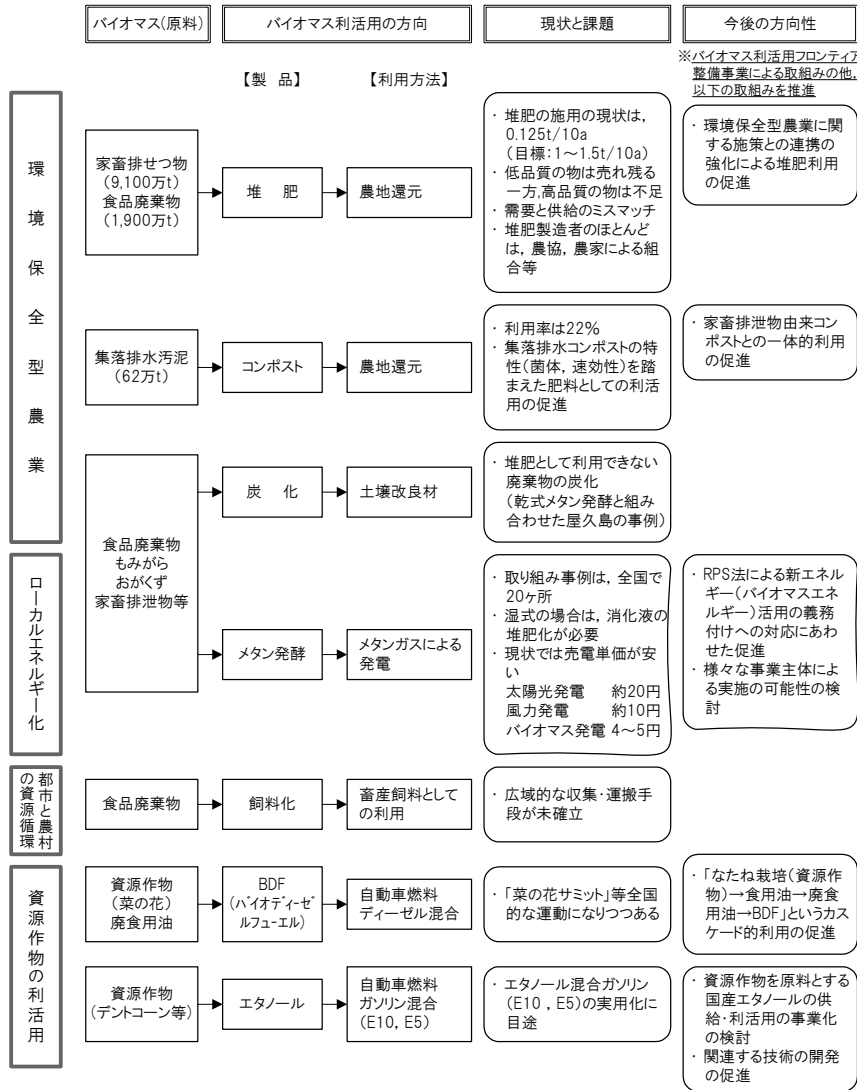 バイオマス(原料)
バイオマス利活用の方向
現状と課題
今後の方向性
【製　品】
【利用方法】
※バイオマス利活用フロンティア
整備事業による取組みの他,
以下の取組みを推進
環境保全型農業
家畜排せつ物
(9,100万t)
食品廃棄物
(1,900万t)
堆　肥
農地還元
・堆肥の施用の現状は,
0.125t/10a
(目標:1～1.5t/10a)
・低品質の物は売れ残る
一方,高品質の物は不足
・需要と供給のミスマッチ
・堆肥製造者のほとんど
は, 農協, 農家による組
合等
・環境保全型農業に関
する施策との連携の
強化による堆肥利用
の促進
集落排水汚泥
(62万t)
コンポスト
農地還元
・利用率は22%
・集落排水コンポストの特
性(菌体, 速効性)を踏
まえた肥料としての利活
用の促進
・家畜排泄物由来コン
ポストとの一体的利用
の促進
食品廃棄物
もみがら
おがくず
家畜排泄物等
炭　化
土壌改良材
・堆肥として利用できない
廃棄物の炭化
(乾式メタン発酵と組み
合わせた屋久島の事例)
ローカルエネルギー化
メタン発酵
メタンガスによる
発電
・取り組み事例は, 全国で
20ヶ所
・湿式の場合は, 消化液の
堆肥化が必要
・現状では売電単価が安
い
太陽光発電　約20円
風力発電　約10円
バイオマス発電 4～5円
・RPS法による新エネル
ギー(バイオマスエネ
ルギー)活用の義務
付けへの対応にあわ
せた促進
・様々な事業主体によ
る実施の可能性の検
討
都市と農村
の資源循環
食品廃棄物
飼料化
畜産飼料として
の利用
・広域的な収集・運搬手
段が未確立
資源作物の利活用
資源作物
(菜の花)
廃食用油
BDF
(バイオディーゼ
ルフューエル)
自動車燃料
ディーゼル混合
・「菜の花サミット」等全国
的な運動になりつつある
・「なたね栽培(資源作
物)→食用油→廃食
用油→BDF」というカス
ケード的利用の促進
資源作物
(デントコーン等)
エタノール
自動車燃料
ガソリン混合
(E10, E5)
・エタノール混合ガソリン
(E10 , E5)の実用化に
目途
・資源作物を原料とする
国産エタノールの供
給・利活用の事業化
の検討
・関連する技術の開発
の促進